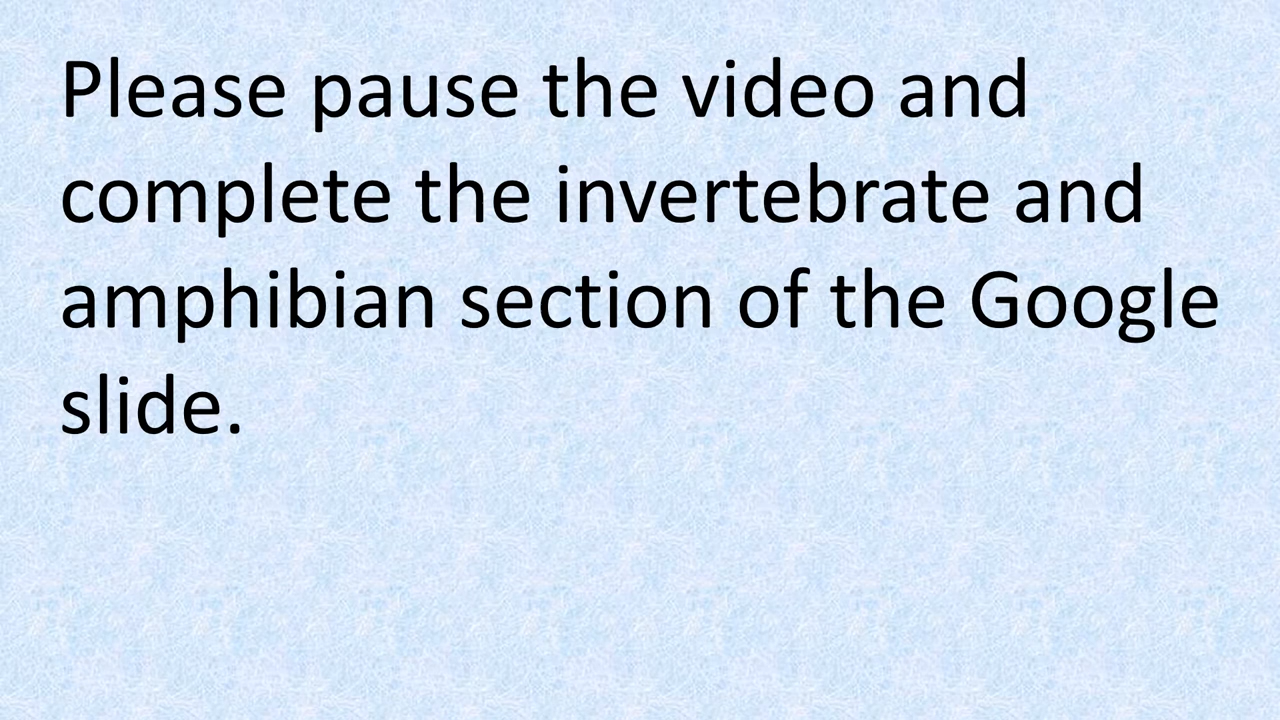 Please pause the video and
complete the invertebrate and
amphibian section of the Google
slide.